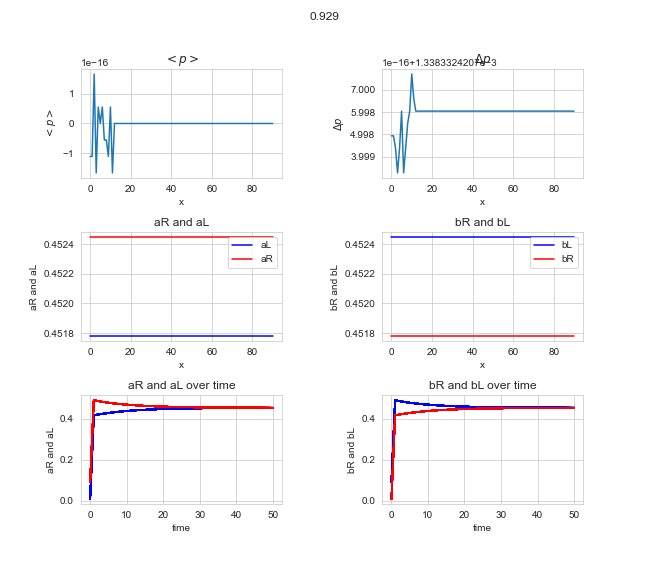 0.929
1e−16
< p >
1
0
−1
< p >
0 20 40 60 80
x
Δp
7.000
5.998
4.998
3.999
Δp
0 20 40 60 80
x
aR and aL
0.4524
0.4522
0.4520
0.4518
aR and aL
aL
aR
0 20 40 60 80
x
bR and bL
0.4524
0.4522
0.4520
0.4518
bR and bL
bL
bR
0 20 40 60 80
x
aR and aL over time
0.4
0.2
0.0
aR and aL
0 10 20 30 40 50
time
bR and bL over time
0.4
0.2
0.0
bR and bL
0 10 20 30 40 50
time